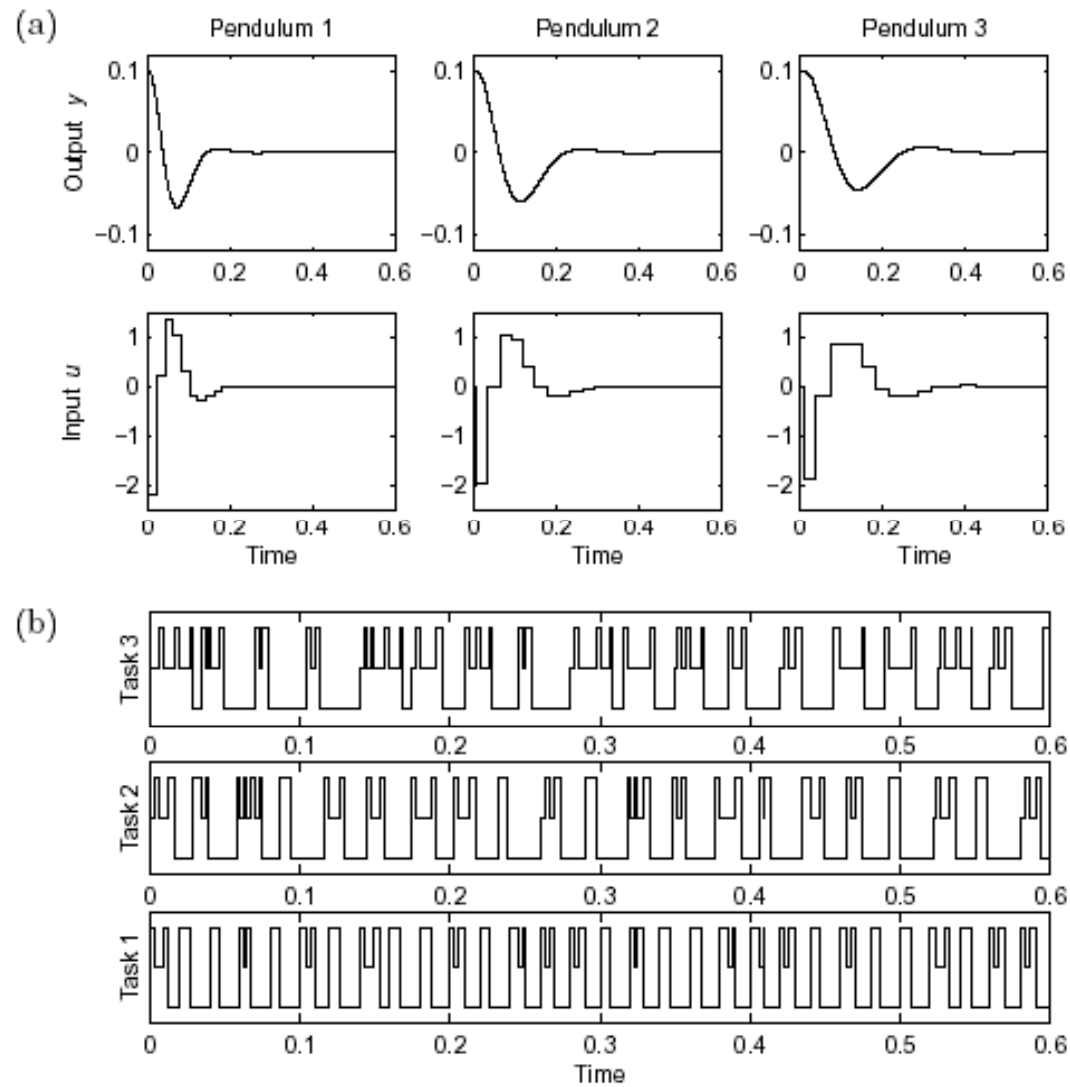 (a)
Pendulum 1 Pendulum 2 Pendulum 3
Output y
0.1 0.1 0.1
0 0 0
−0.1 −0.1 −0.1
0 0.2 0.4 0.6 0 0.2 0.4 0.6 0 0.2 0.4 0.6
Input u
1 1 1
0 0 0
−1 −1 −1
−2 −2 −2
0 0.2 0.4 0.6 0 0.2 0.4 0.6 0 0.2 0.4 0.6
Time Time Time
(b)
Task 3
0 0.1 0.2 0.3 0.4 0.5 0.6
Task 2
0 0.1 0.2 0.3 0.4 0.5 0.6
Task 1
0 0.1 0.2 0.3 0.4 0.5 0.6
Time